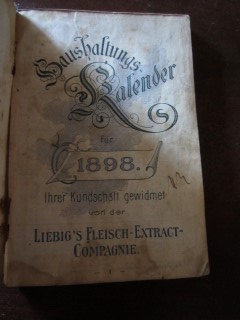 Haushaltungs-
Kalender
für
1898.
Ihrer Kundschaft gewidmet
von der
LIEBIG'S FLEISCH-EXTRACT-
COMPAGNIE.